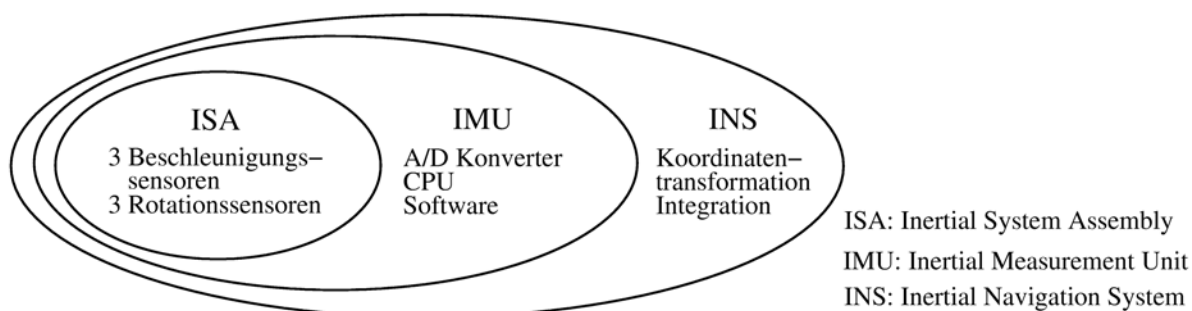 ISA
3 Beschleunigungs–
sensoren
3 Rotationssensoren
IMU
A/D Konverter
CPU
Software
INS
Koordinaten–
transformation
Integration
ISA: Inertial System Assembly
IMU: Inertial Measurement Unit
INS: Inertial Navigation System